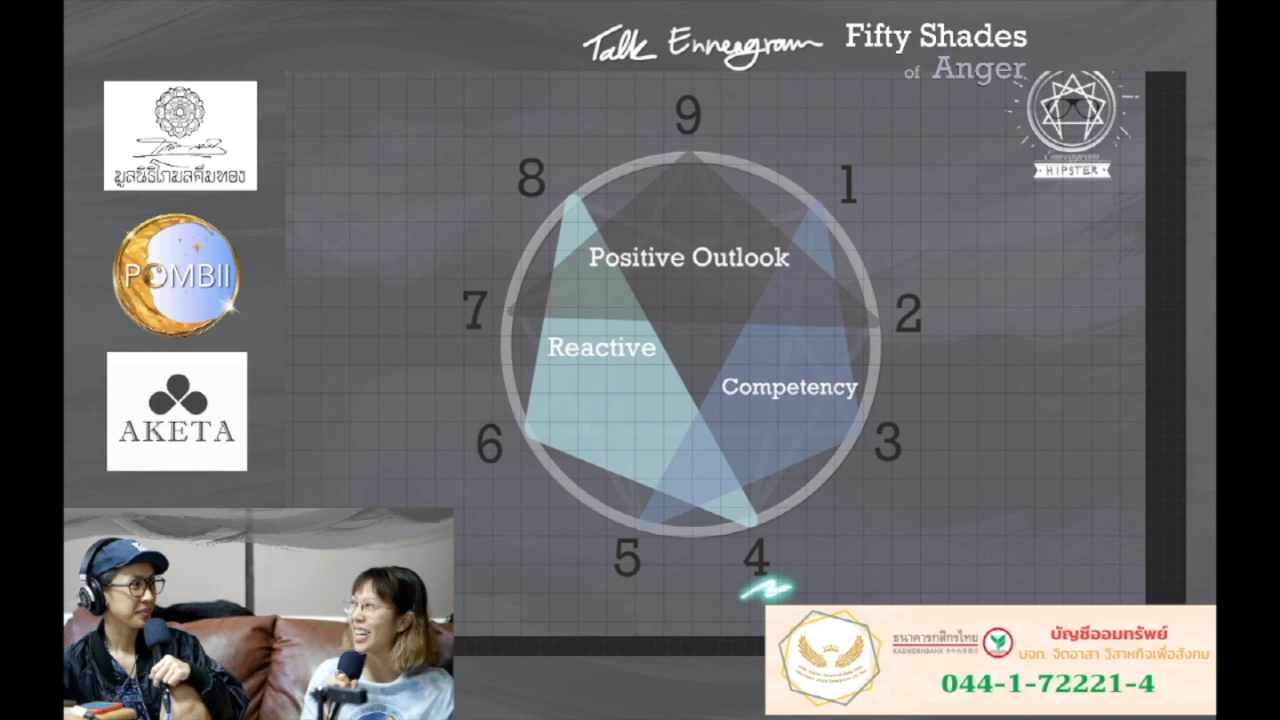 Talk Enneagram
Fifty Shades
of Anger
มูลนิธิโกมลคีมทอง
POMBII
AKETA
HIPSTER
9
8
1
Positive Outlook
7
2
Reactive
Competency
6
3
5
4
ธนาคารกสิกรไทย
KASIKORNBANK
บัญชีออมทรัพย์
บจก. จิตอาสา วิสาหกิจเพื่อสังคม
044-1-72221-4